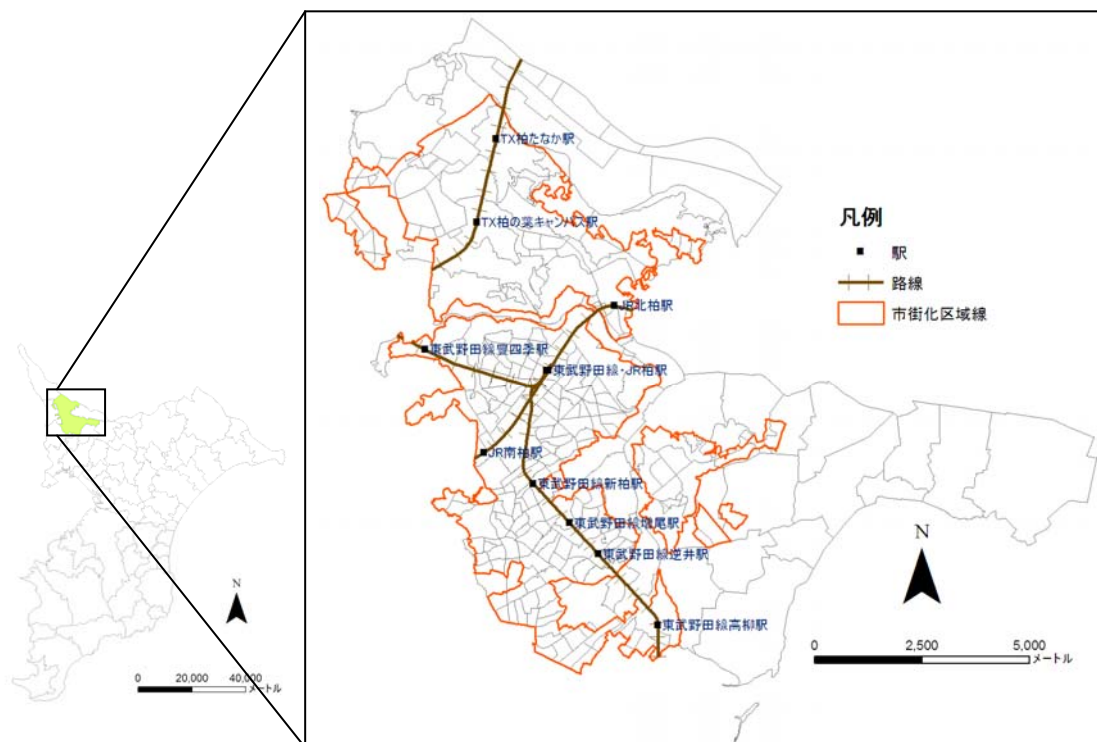 TX柏たなか駅
TX柏の葉キャンパス駅
JR北柏駅
東武野田線豊四季駅
東武野田線・JR柏駅
JR南柏駅
東武野田線新柏駅
東武野田線増尾駅
東武野田線逆井駅
東武野田線高柳駅
凡例
駅
路線
市街化区域線
N
0 2,500 5,000
メートル
N
0 20,000 40,000
メートル